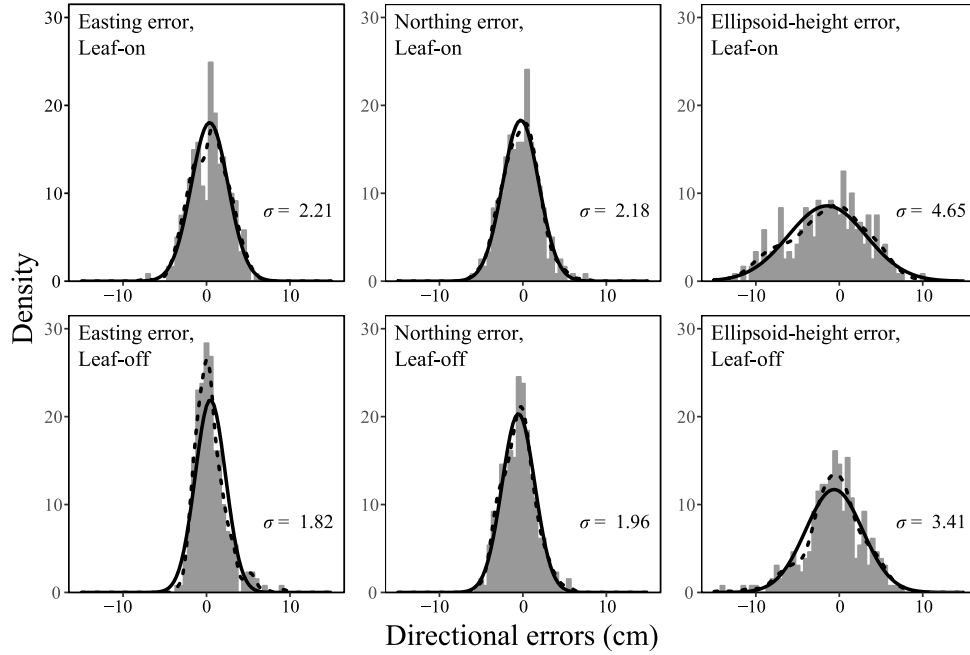 Easting error,
Leaf-on
σ = 2.21
30
20
10
0
−10 0 10
Northing error,
Leaf-on
σ = 2.18
30
20
10
0
−10 0 10
Ellipsoid-height error,
Leaf-on
σ = 4.65
30
20
10
0
−10 0 10
Density
Easting error,
Leaf-off
σ = 1.82
30
20
10
0
−10 0 10
Northing error,
Leaf-off
σ = 1.96
30
20
10
0
−10 0 10
Ellipsoid-height error,
Leaf-off
σ = 3.41
30
20
10
0
−10 0 10
Directional errors (cm)